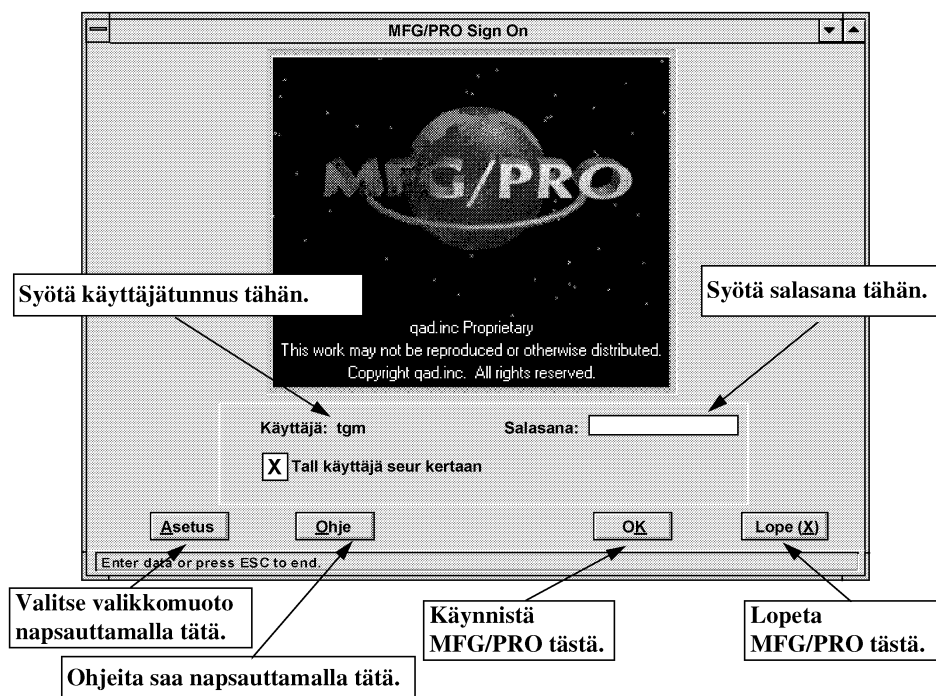 MFG/PRO Sign On
MFG/PRO
Syötä käyttäjätunnus tähän.
Syötä salasana tähän.
qad.inc Proprietary
This work may not be reproduced or otherwise distributed.
Copyright qad.inc. All rights reserved.
Käyttäjä: tgm
Salasana:
X Tall käyttäjä seur kertaan
Asetus
Ohje
OK
Lope (X)
Enter data or press ESC to end.
Valitse valikkomuoto
napsauttamalla tätä.
Käynnistä
MFG/PRO tästä.
Lopeta
MFG/PRO tästä.
Ohjeita saa napsauttamalla tätä.